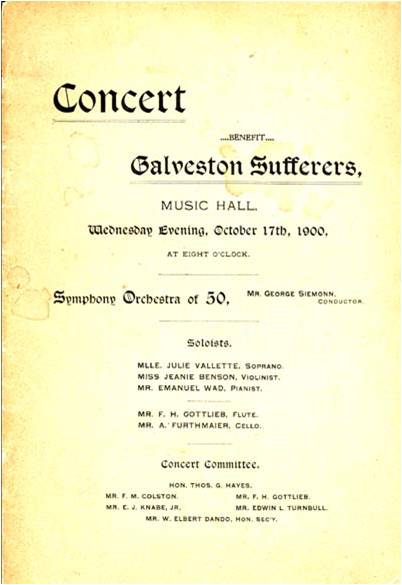 Concert
....BENEFIT....
Galveston Sufferers,
MUSIC HALL.
Wednesday Evening, October 17th, 1900,
AT EIGHT O'CLOCK.
Symphony Orchestra of 50, MR. GEORGE SIEMONN, CONDUCTOR.
Soloists.
MLLE. JULIE VALLETTE, SOPRANO.
MISS JEANIE BENSON, VIOLINIST.
MR. EMANUEL WAD, PIANIST.
MR. F. H. GOTTLIEB, FLUTE.
MR. A. FURTHMAIER, CELLO.
Concert Committee.
HON. THOS. G. HAYES.
MR. F. M. COLSTON. MR. F. H. GOTTLIEB.
MR. E. J. KNABE, JR. MR. EDWIN L TURNBULL.
MR. W. ELBERT DANDO, HON. SEC'Y.